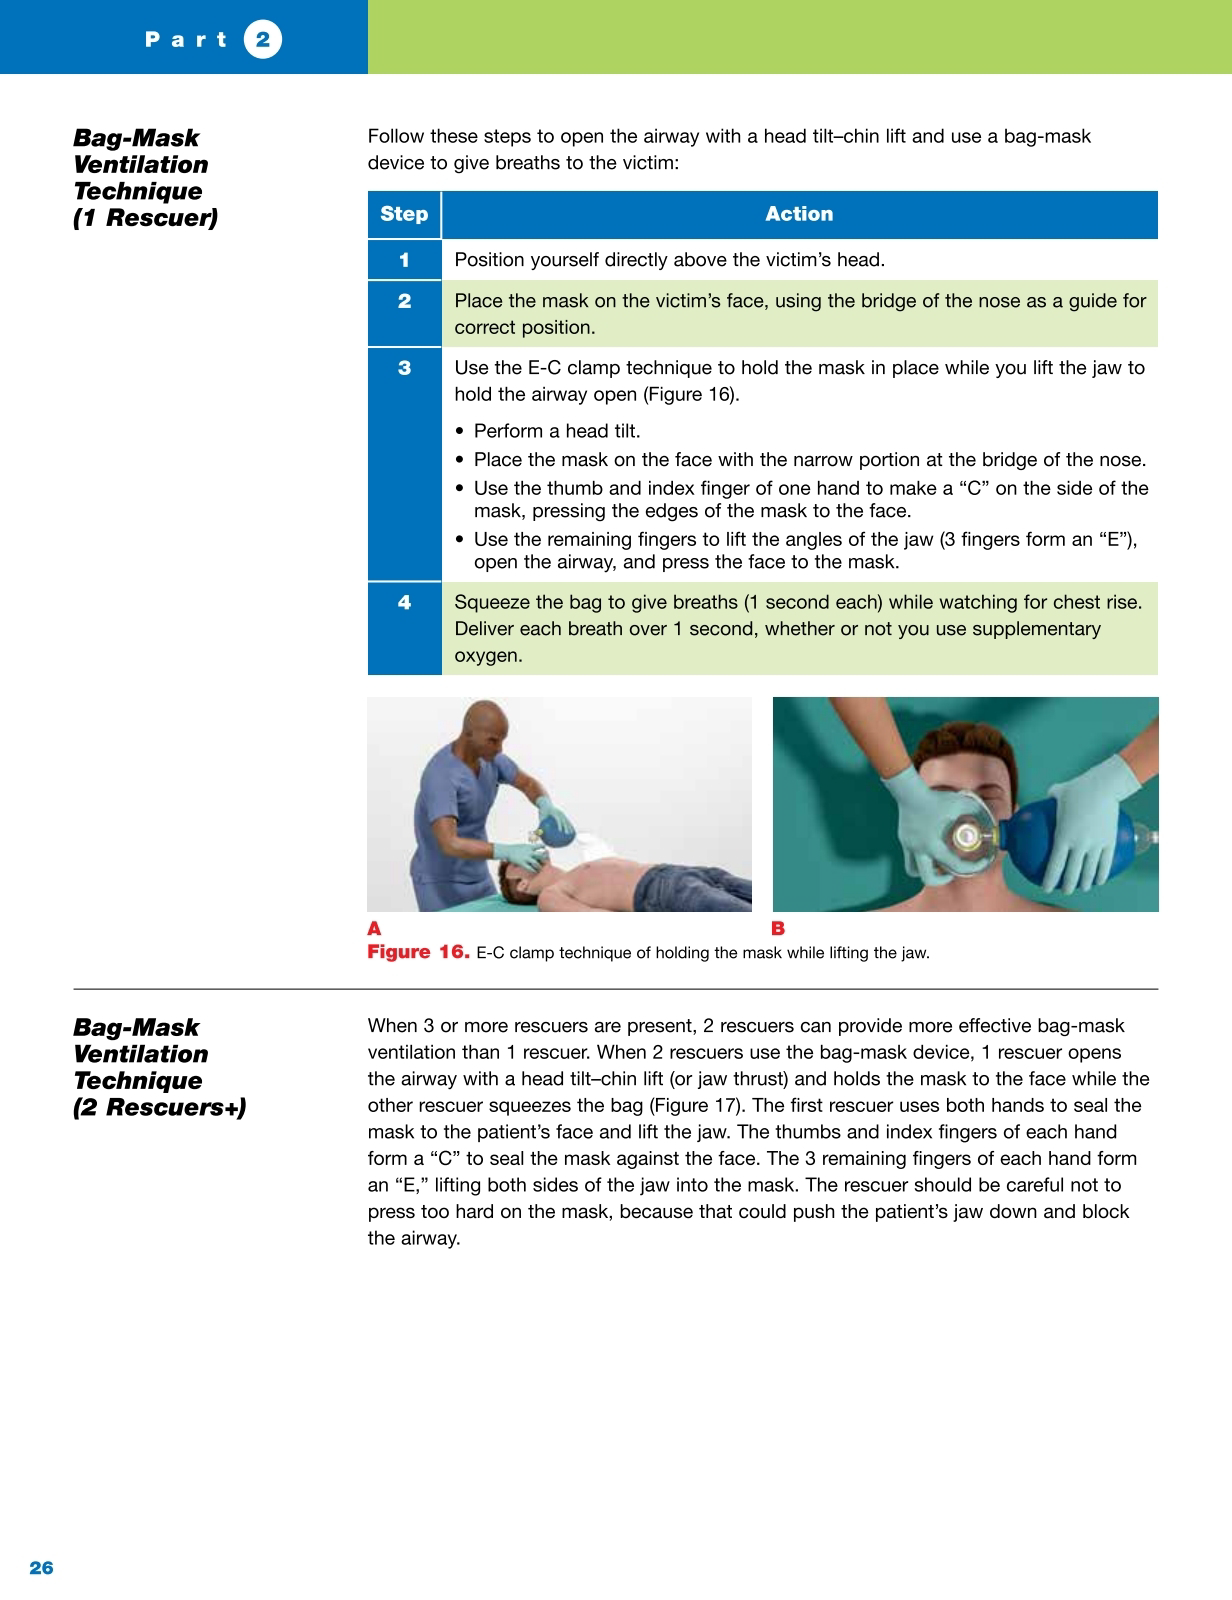 Part 2
Bag-Mask
Ventilation
Technique
(1 Rescuer)
Follow these steps to open the airway with a head tilt–chin lift and use a bag-mask
device to give breaths to the victim:
Step Action
1 Position yourself directly above the victim’s head.
2 Place the mask on the victim’s face, using the bridge of the nose as a guide for
correct position.
3 Use the E-C clamp technique to hold the mask in place while you lift the jaw to
hold the airway open (Figure 16).
• Perform a head tilt.
• Place the mask on the face with the narrow portion at the bridge of the nose.
• Use the thumb and index finger of one hand to make a “C” on the side of the
mask, pressing the edges of the mask to the face.
• Use the remaining fingers to lift the angles of the jaw (3 fingers form an “E”),
open the airway, and press the face to the mask.
4 Squeeze the bag to give breaths (1 second each) while watching for chest rise.
Deliver each breath over 1 second, whether or not you use supplementary
oxygen.
A B
Figure 16. E-C clamp technique of holding the mask while lifting the jaw.
Bag-Mask
Ventilation
Technique
(2 Rescuers+)
When 3 or more rescuers are present, 2 rescuers can provide more effective bag-mask
ventilation than 1 rescuer. When 2 rescuers use the bag-mask device, 1 rescuer opens
the airway with a head tilt–chin lift (or jaw thrust) and holds the mask to the face while the
other rescuer squeezes the bag (Figure 17). The first rescuer uses both hands to seal the
mask to the patient’s face and lift the jaw. The thumbs and index fingers of each hand
form a “C” to seal the mask against the face. The 3 remaining fingers of each hand form
an “E,” lifting both sides of the jaw into the mask. The rescuer should be careful not to
press too hard on the mask, because that could push the patient’s jaw down and block
the airway.
26